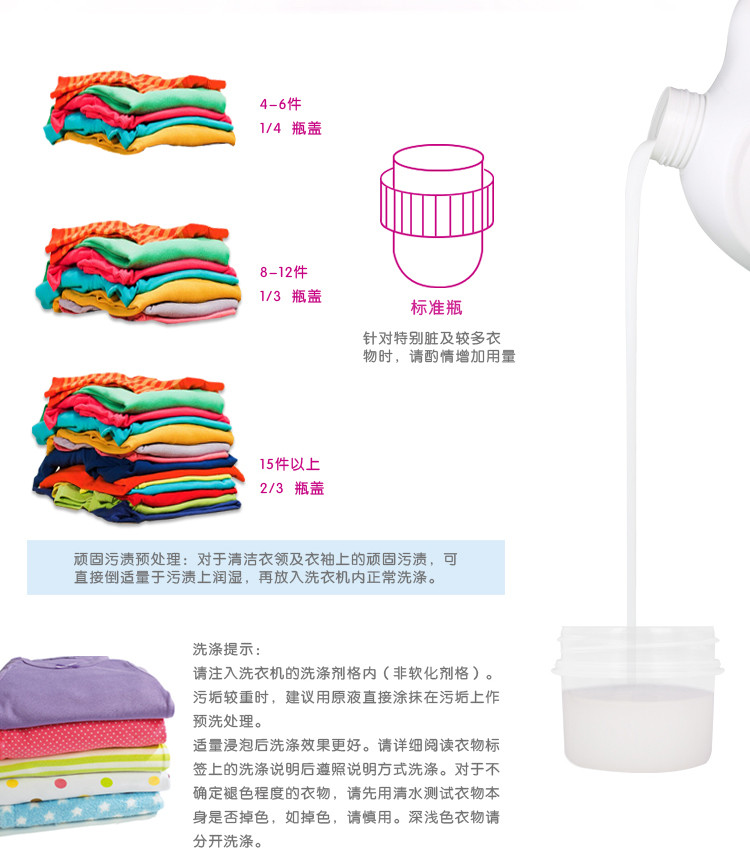 4-6件
1/4 瓶盖
8-12件
1/3 瓶盖
标准瓶
针对特别脏及较多衣
物时，请酌情增加用量
15件以上
2/3 瓶盖
顽固污渍预处理：对于清洁衣领及衣袖上的顽固污渍，可
直接倒适量于污渍上润湿，再放入洗衣机内正常洗涤。
洗涤提示：
请注入洗衣机的洗涤剂格内（非软化剂格）。
污垢较重时，建议用原液直接涂抹在污垢上作
预洗处理。
适量浸泡后洗涤效果更好。请详细阅读衣物标
签上的洗涤说明后遵照说明方式洗涤。对于不
确定褪色程度的衣物，请先用清水测试衣物本
身是否掉色，如掉色，请慎用。深浅色衣物请
分开洗涤。